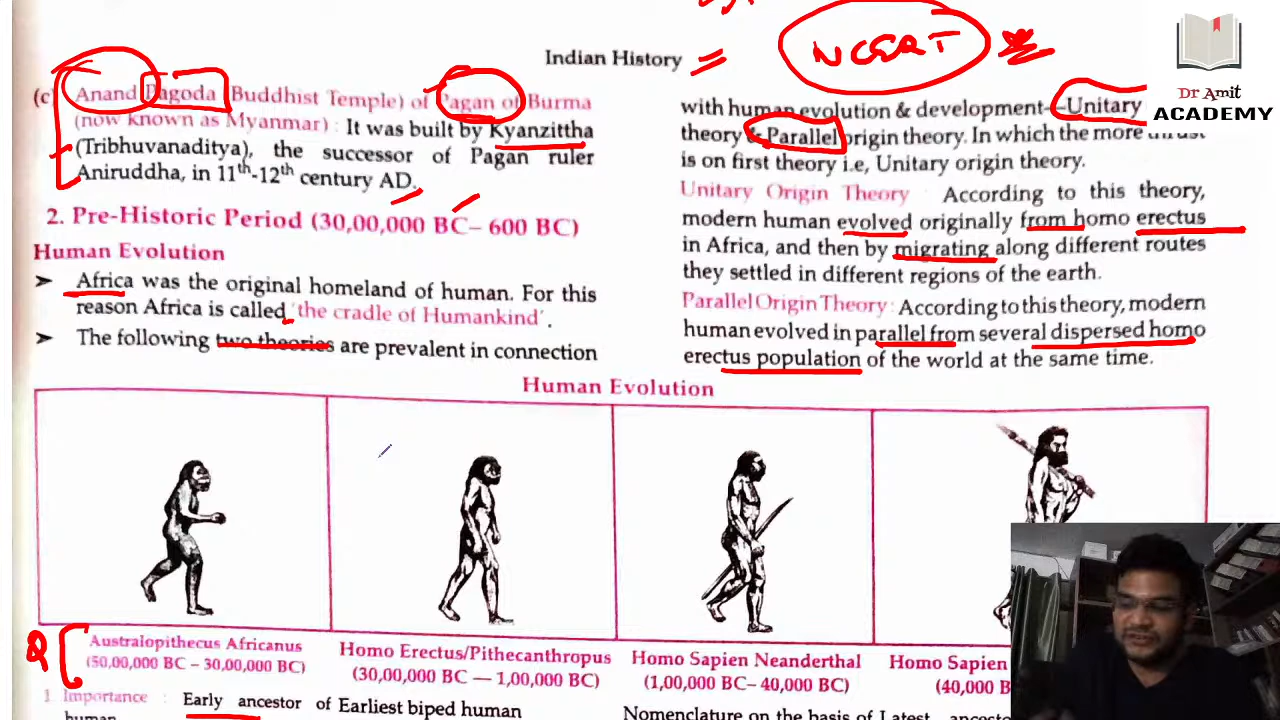 Indian History
NCERT
Dr Amit
ACADEMY
(c) Anand Pagoda (Buddhist Temple) of Pagan of Burma
(now known as Myanmar) : It was built by Kyanzittha
(Tribhuvanaditya), the successor of Pagan ruler
Aniruddha, in 11th-12th century AD.
2. Pre-Historic Period (30,00,000 BC– 600 BC)
Human Evolution
➤ Africa was the original homeland of human. For this
reason Africa is called 'the cradle of Humankind'.
➤ The following two theories are prevalent in connection
with human evolution & development—Unitary
theory & Parallel origin theory. In which the more thrust
is on first theory i.e, Unitary origin theory.
Unitary Origin Theory : According to this theory,
modern human evolved originally from homo erectus
in Africa, and then by migrating along different routes
they settled in different regions of the earth.
Parallel Origin Theory : According to this theory, modern
human evolved in parallel from several dispersed homo
erectus population of the world at the same time.
Human Evolution
Australopithecus Africanus
(50,00,000 BC – 30,00,000 BC)
Homo Erectus/Pithecanthropus
(30,00,000 BC — 1,00,000 BC)
Homo Sapien Neanderthal
(1,00,000 BC– 40,000 BC)
Homo Sapien
(40,000 B
1 Importance : Early ancestor of Earliest biped human
human
Nomenclature on the basis of Latest